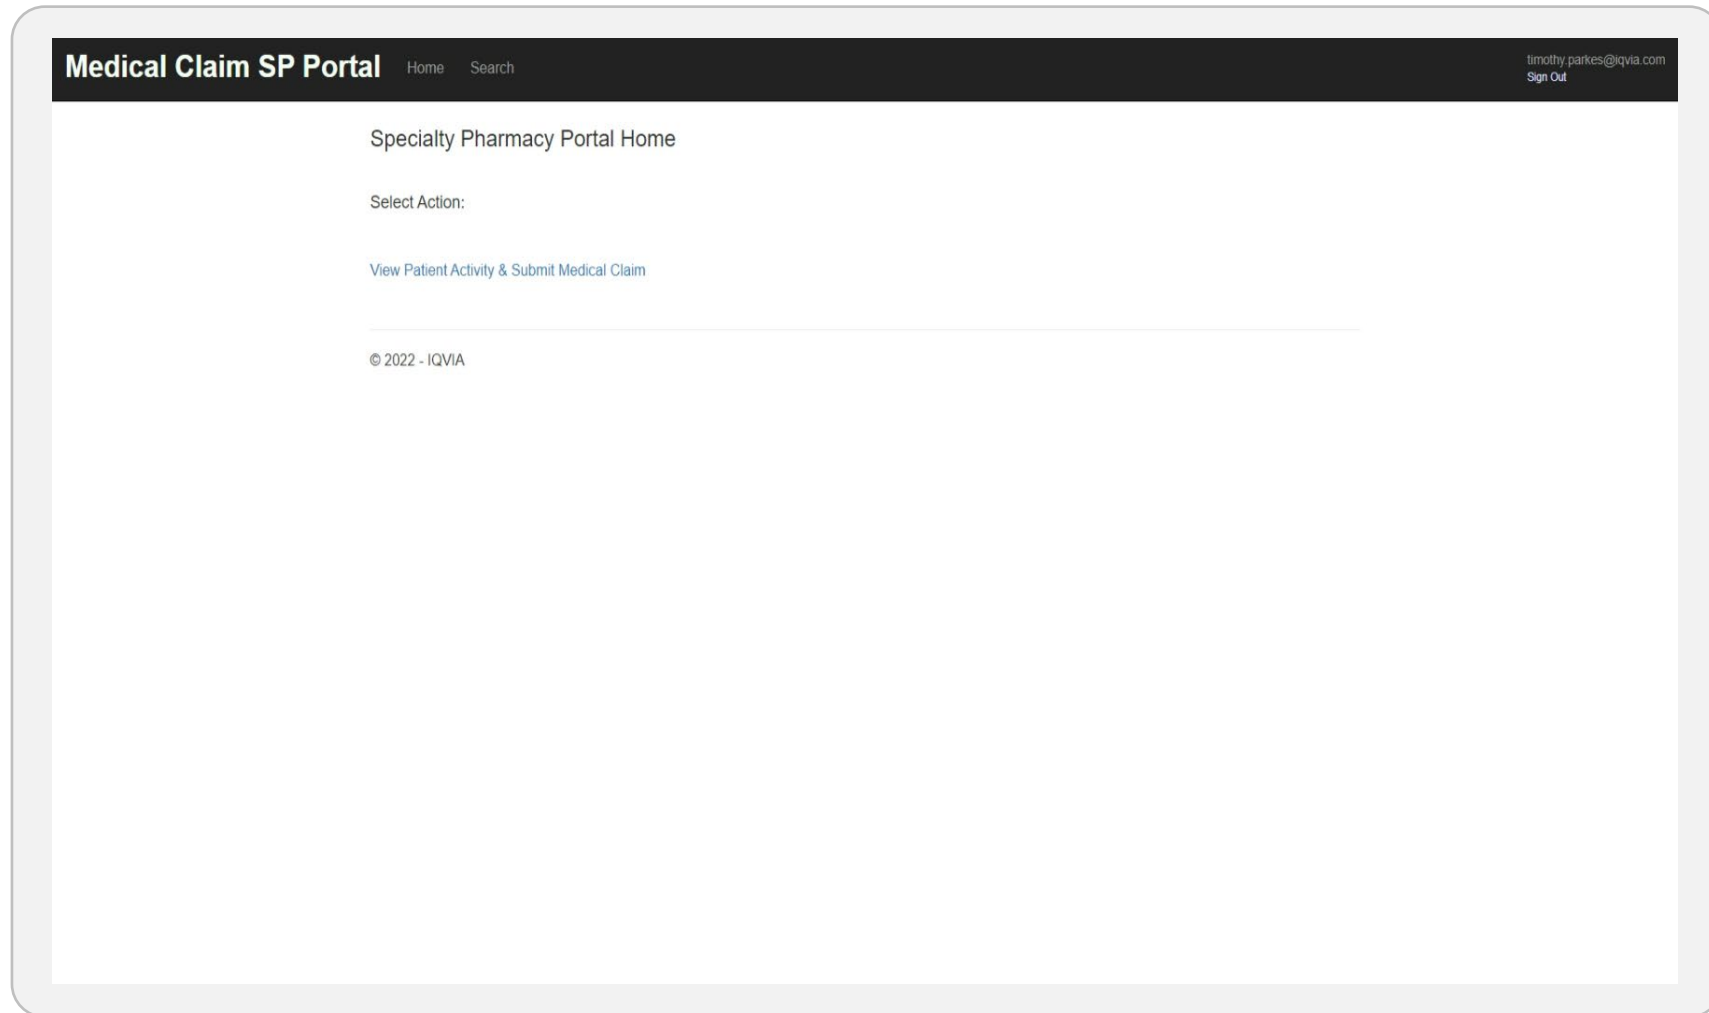 Medical Claim SP Portal Home Search timothy.parkes@iqvia.com
Sign Out
Specialty Pharmacy Portal Home
Select Action:
View Patient Activity & Submit Medical Claim
© 2022 - IQVIA